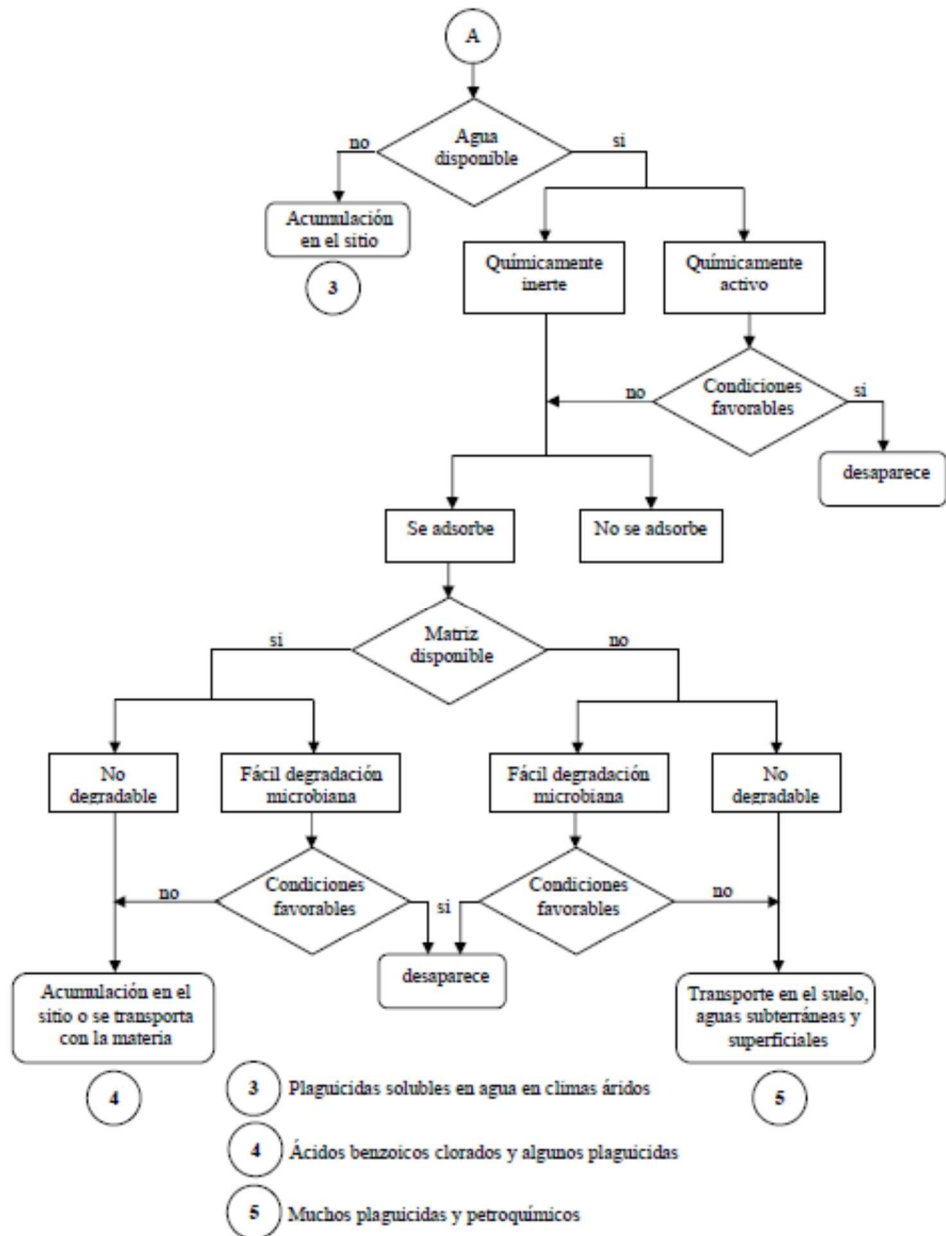 A
Agua
disponible
no
si
Acumulación
en el sitio
3
Químicamente
inerte
Químicamente
activo
Condiciones
favorables
no
si
desaparece
Se adsorbe
No se adsorbe
Matriz
disponible
si
no
No
degradable
Fácil degradación
microbiana
Fácil degradación
microbiana
No
degradable
Condiciones
favorables
no
si
Condiciones
favorables
no
desaparece
Acumulación en el
sitio o se transporta
con la materia
4
Transporte en el suelo,
aguas subterráneas y
superficiales
5
3 Plaguicidas solubles en agua en climas áridos
4 Ácidos benzoicos clorados y algunos plaguicidas
5 Muchos plaguicidas y petroquímicos